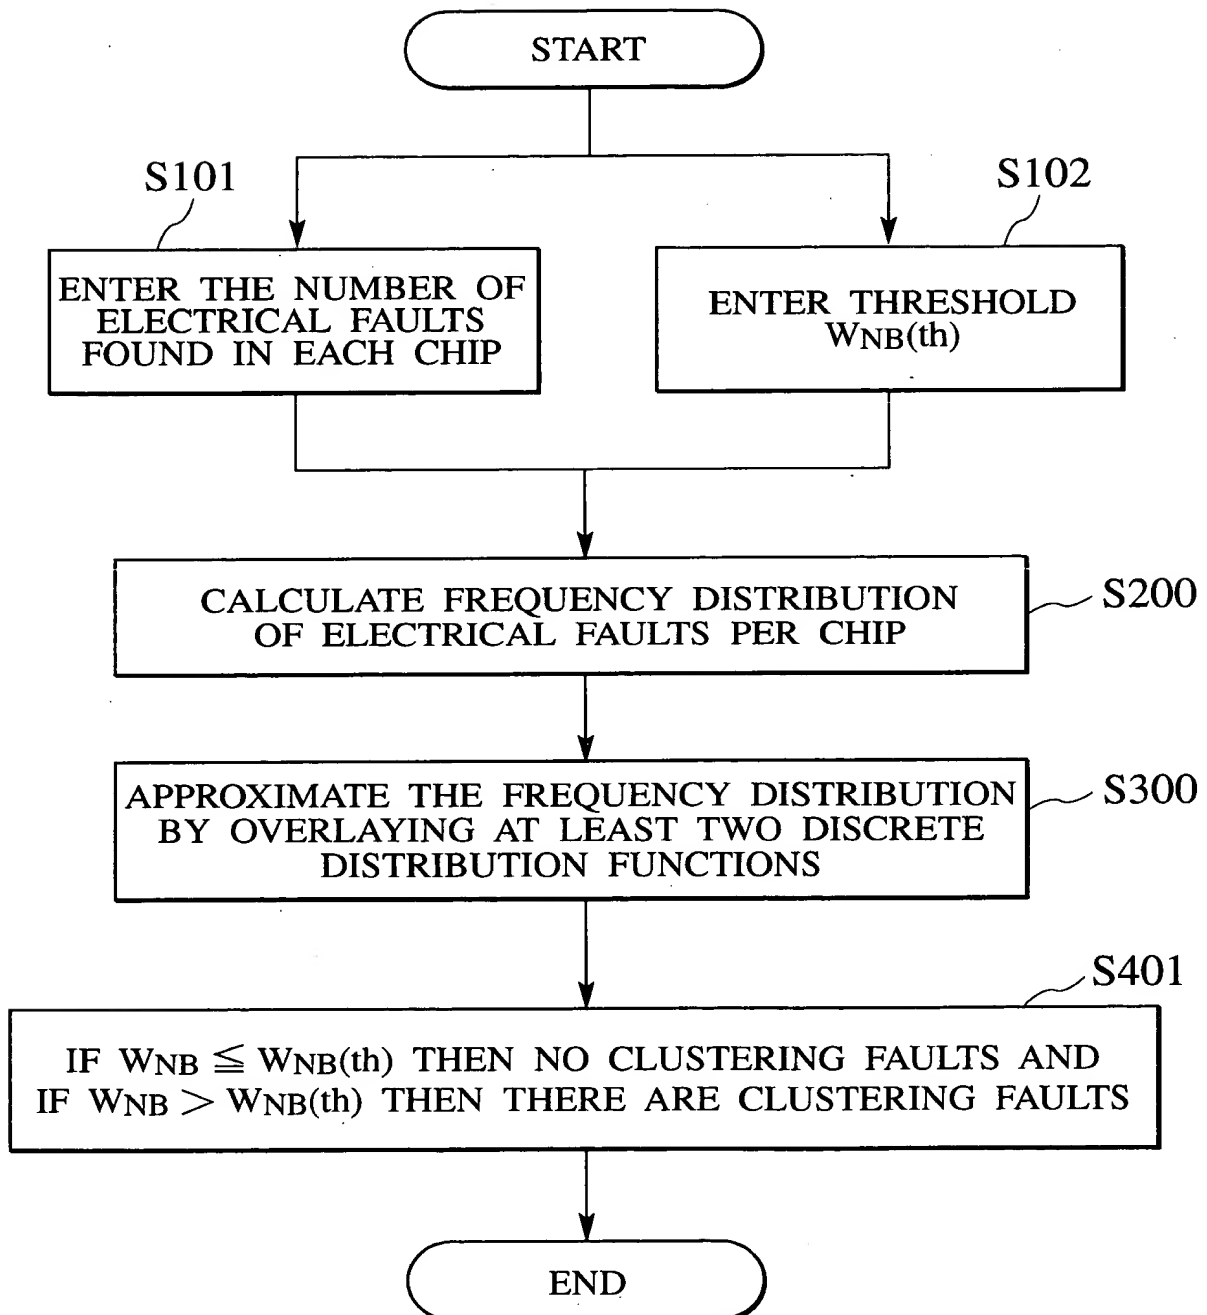 START
S101
S102
ENTER THE NUMBER OF
ELECTRICAL FAULTS
FOUND IN EACH CHIP
ENTER THRESHOLD
WNB(th)
CALCULATE FREQUENCY DISTRIBUTION
OF ELECTRICAL FAULTS PER CHIP
S200
APPROXIMATE THE FREQUENCY DISTRIBUTION
BY OVERLAYING AT LEAST TWO DISCRETE
DISTRIBUTION FUNCTIONS
S300
S401
IF WNB ≦ WNB(th) THEN NO CLUSTERING FAULTS AND
IF WNB > WNB(th) THEN THERE ARE CLUSTERING FAULTS
END